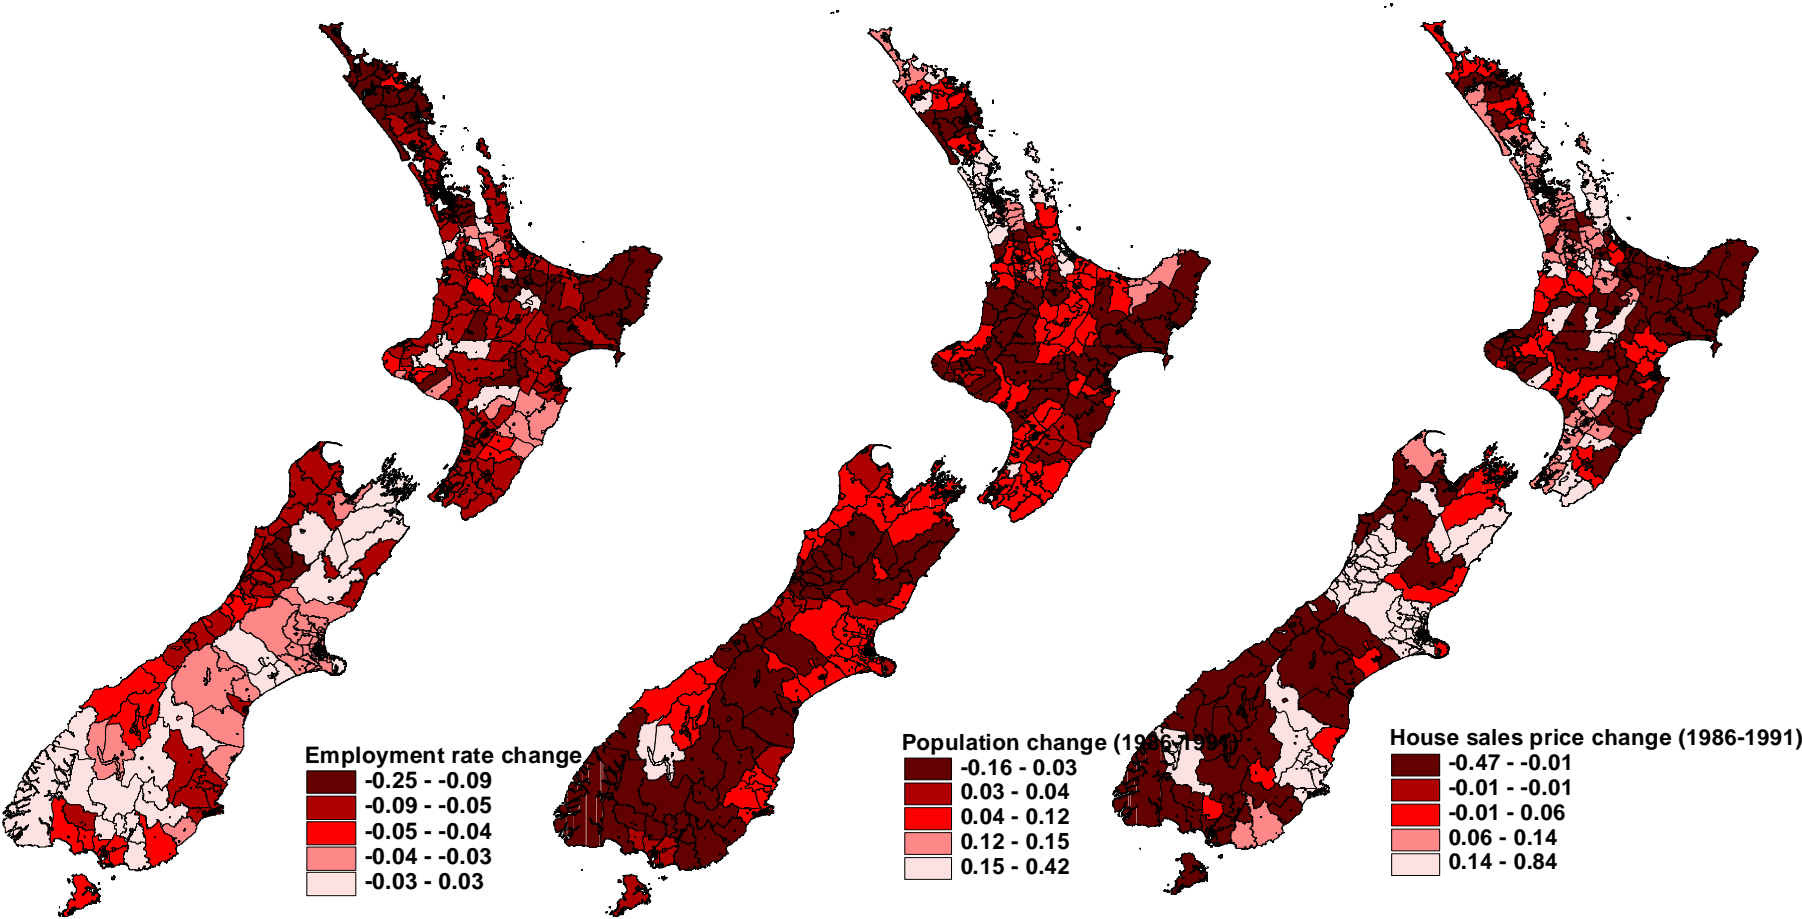 Employment rate change
-0.25 - -0.09
-0.09 - -0.05
-0.05 - -0.04
-0.04 - -0.03
-0.03 - 0.03
Population change (1986-1991)
-0.16 - 0.03
0.03 - 0.04
0.04 - 0.12
0.12 - 0.15
0.15 - 0.42
House sales price change (1986-1991)
-0.47 - -0.01
-0.01 - -0.01
-0.01 - 0.06
0.06 - 0.14
0.14 - 0.84